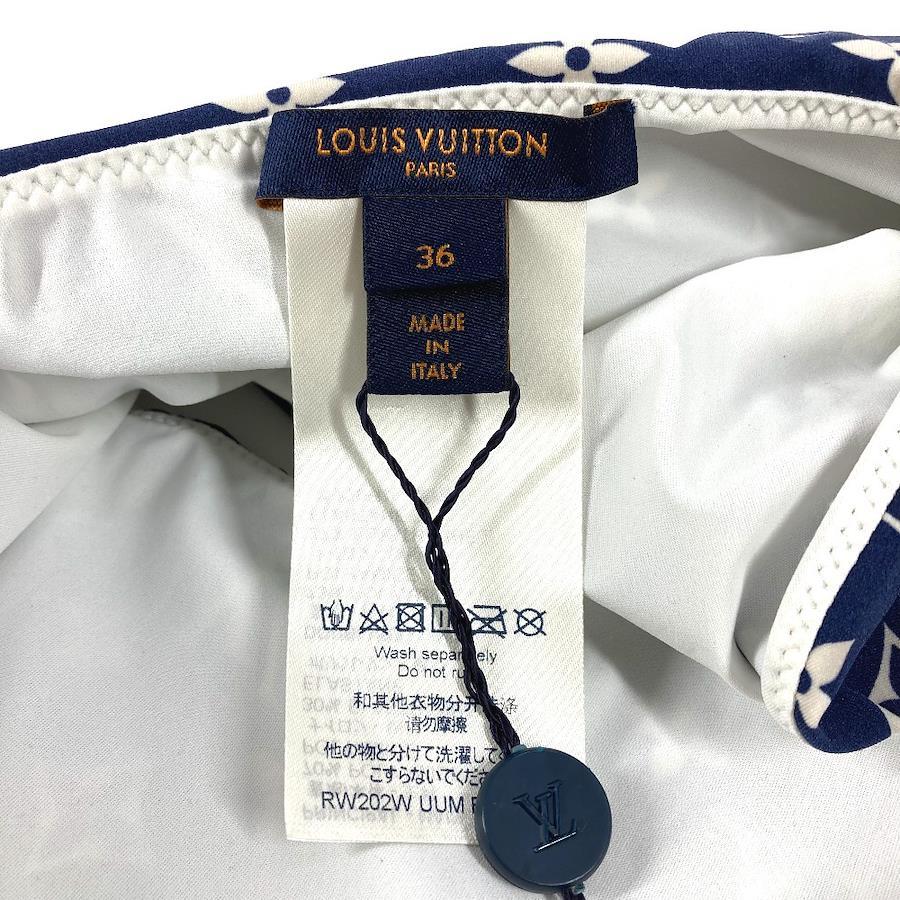 LOUIS VUITTON
PARIS
36
MADE
IN
ITALY
Wash separately
Do not
和其他衣物分开洗涤
请勿摩擦
他の物と分けて洗濯して
こすらないでくださ
RW202W UUM
LV